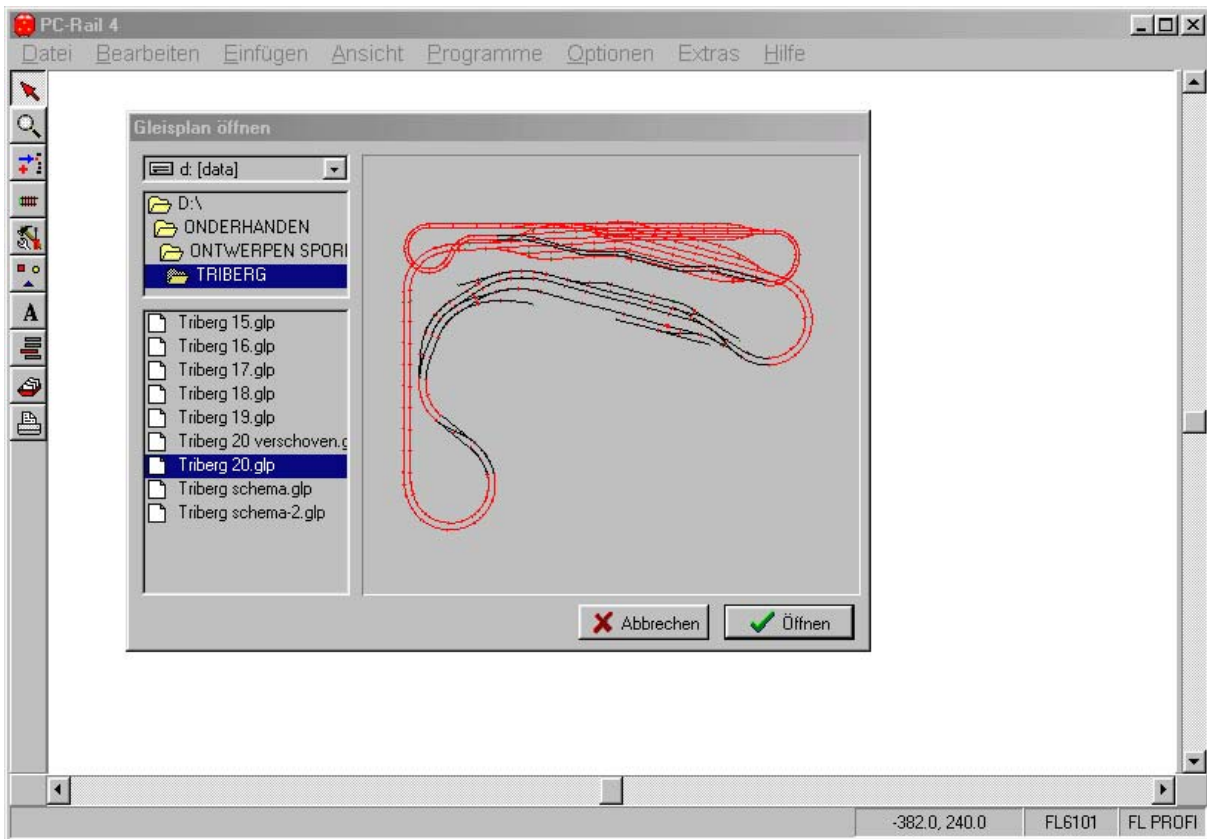 PC-Rail 4
Datei Bearbeiten Einfügen Ansicht Programme Optionen Extras Hilfe
Gleisplan öffnen
d: [data]
D:\
ONDERHANDEN
ONTWERPEN SPORI
TRIBERG
Triberg 15.glp
Triberg 16.glp
Triberg 17.glp
Triberg 18.glp
Triberg 19.glp
Triberg 20 verschoven.g
Triberg 20.glp
Triberg schema.glp
Triberg schema-2.glp
A
Abbrechen Öffnen
-382.0, 240.0 FL6101 FL PROFI